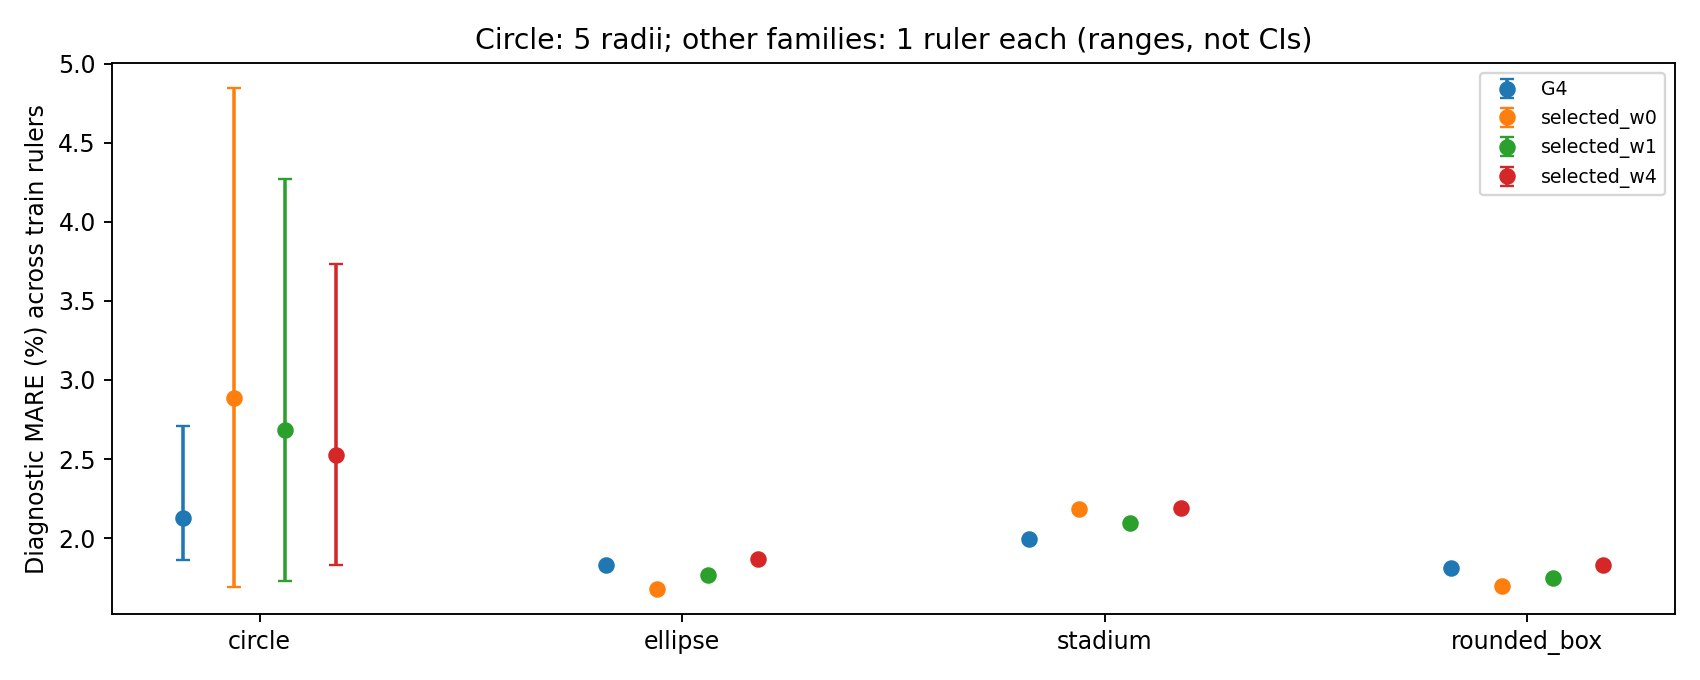 Circle: 5 radii; other families: 1 ruler each (ranges, not CIs)
Diagnostic MARE (%) across train rulers
5.0
4.5
4.0
3.5
3.0
2.5
2.0
G4
selected_w0
selected_w1
selected_w4
circle
ellipse
stadium
rounded_box